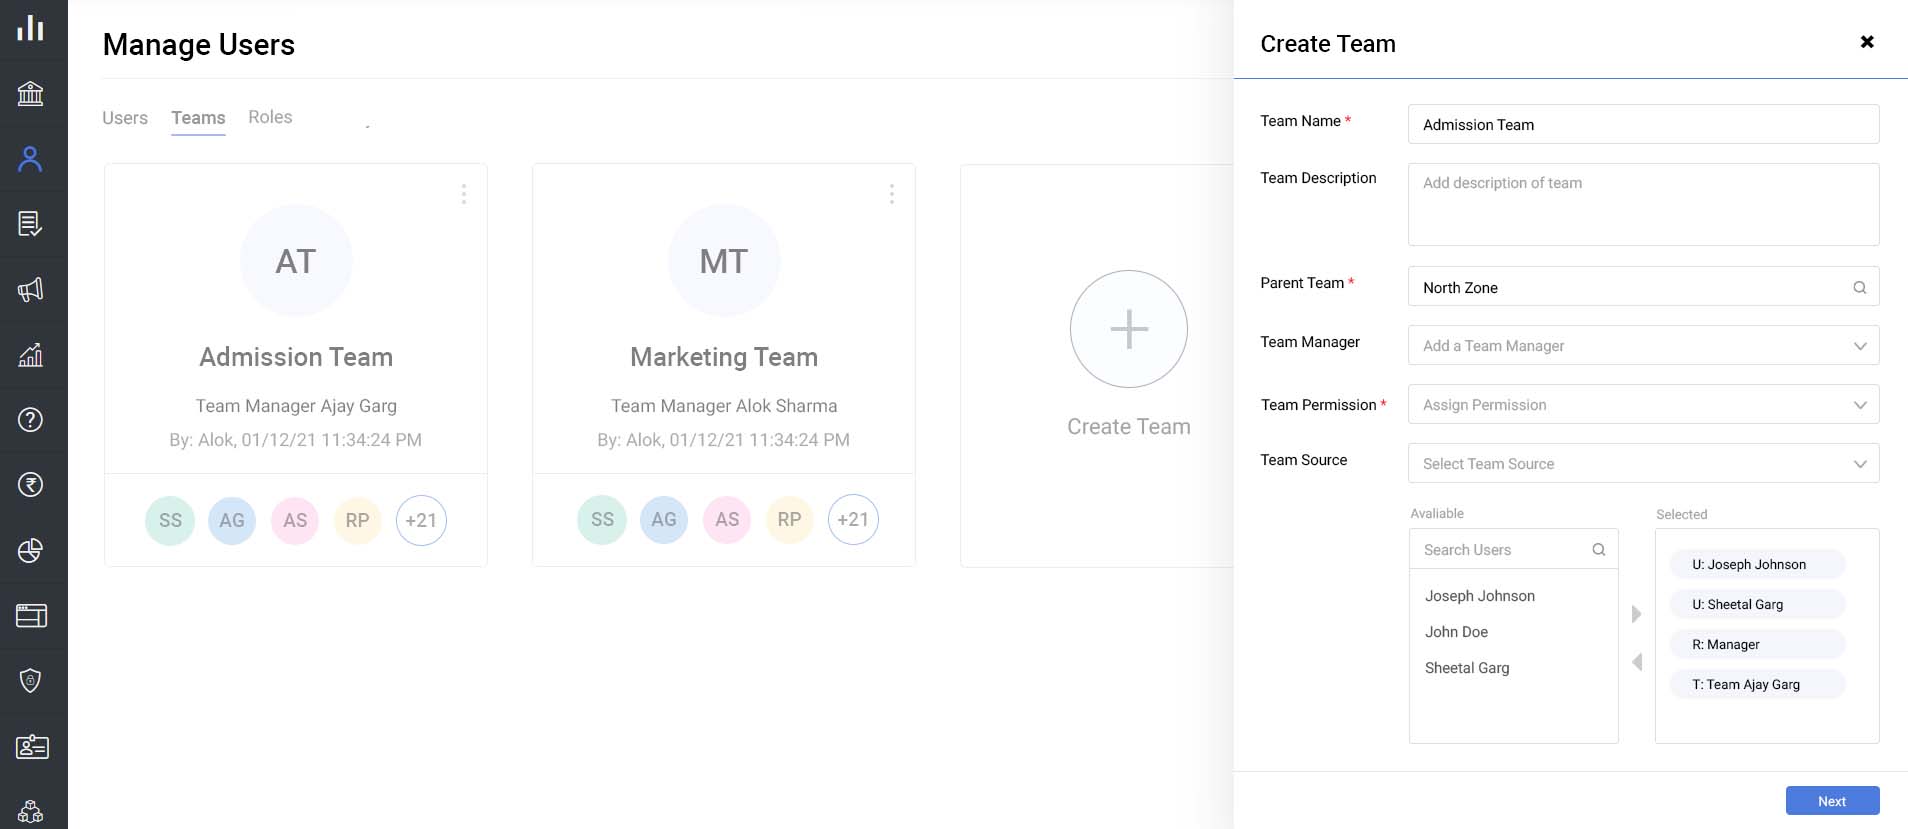 Manage Users
Users Teams Roles
AT
Admission Team
Team Manager Ajay Garg
By: Alok, 01/12/21 11:34:24 PM
SS AG AS RP +21
MT
Marketing Team
Team Manager Alok Sharma
By: Alok, 01/12/21 11:34:24 PM
SS AG AS RP +21
Create Team
Create Team
Team Name *
Admission Team
Team Description
Add description of team
Parent Team *
North Zone
Team Manager
Add a Team Manager
Team Permission *
Assign Permission
Team Source
Select Team Source
Avaliable
Search Users
Joseph Johnson
John Doe
Sheetal Garg
Selected
U: Joseph Johnson
U: Sheetal Garg
R: Manager
T: Team Ajay Garg
Next